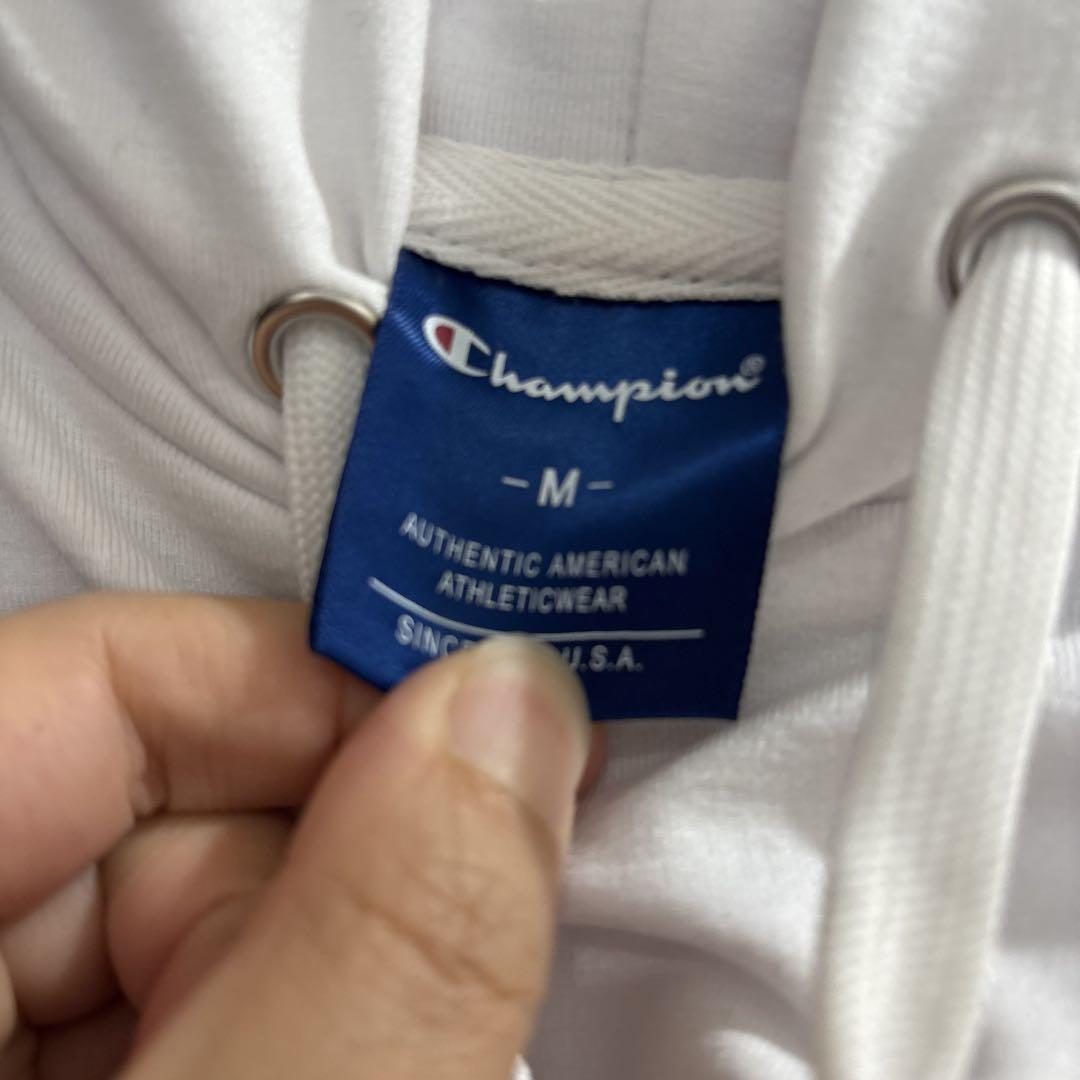 Champion®
- M -
AUTHENTIC AMERICAN
ATHLETICWEAR
U.S.A.